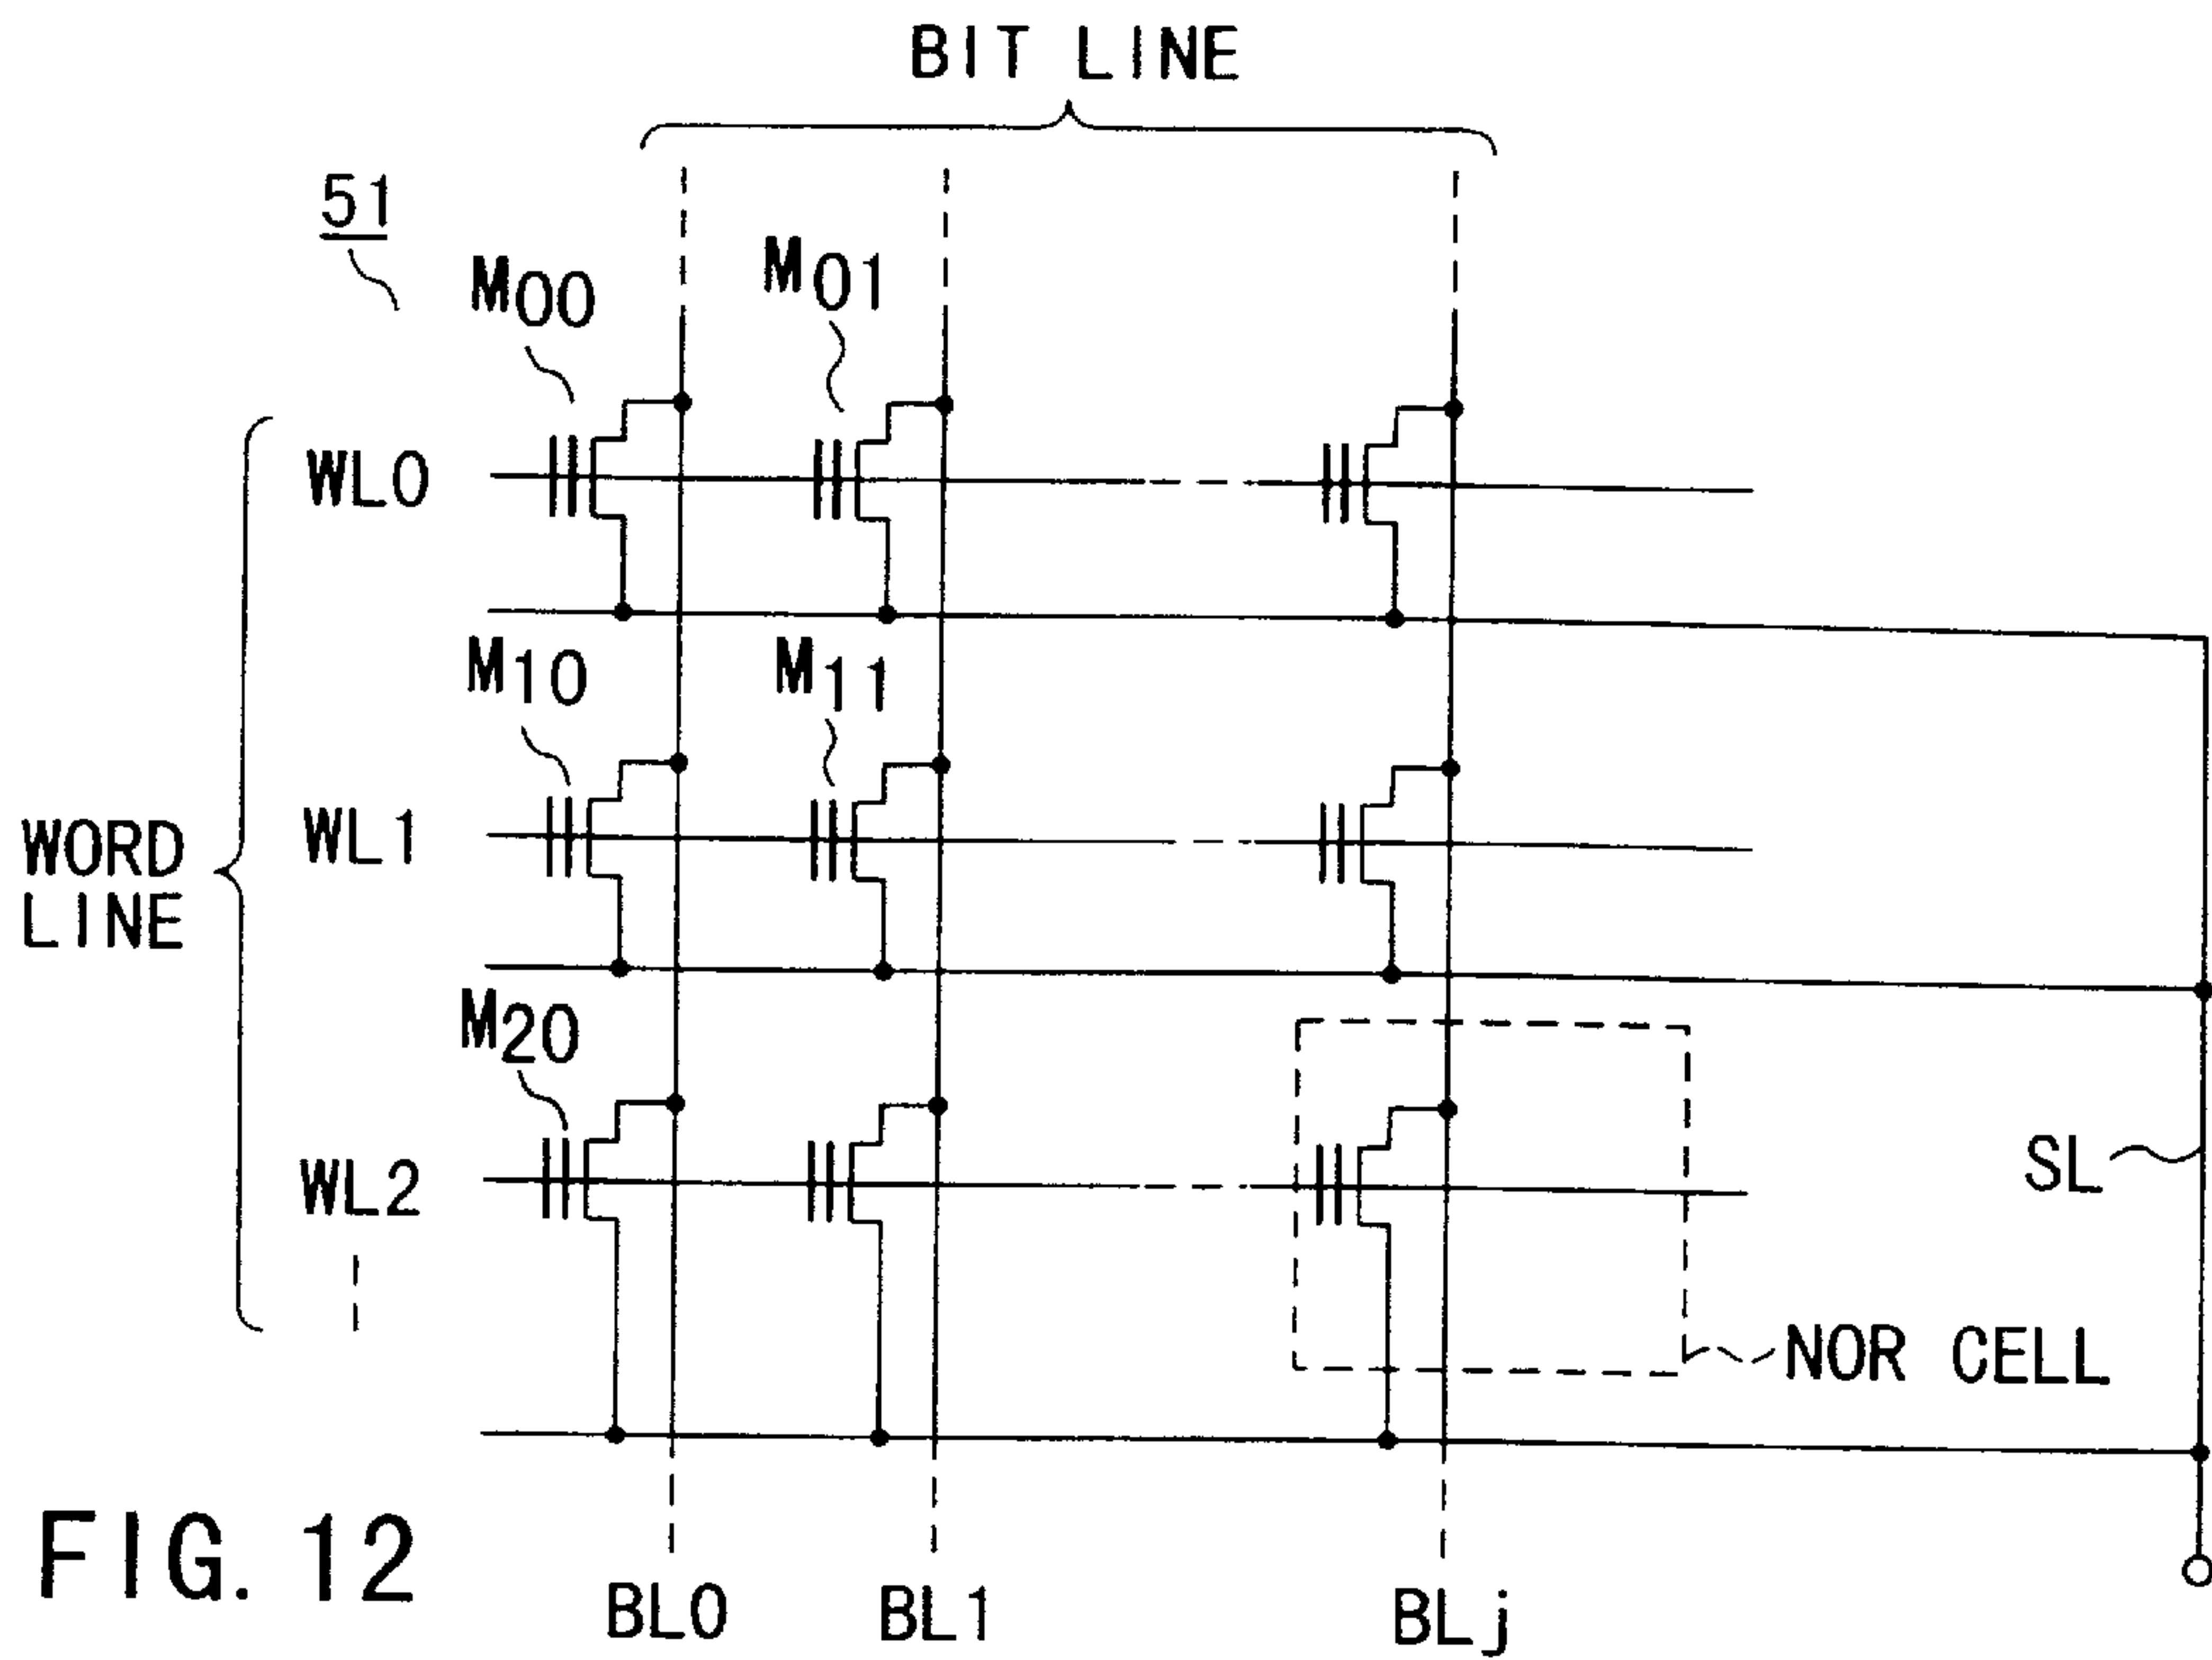 BIT LINE
51
M00
M01
WL0
M10
M11
WORD
LINE
WL1
M20
WL2
SL
NOR CELL
FIG. 12
BL0
BL1
BLj